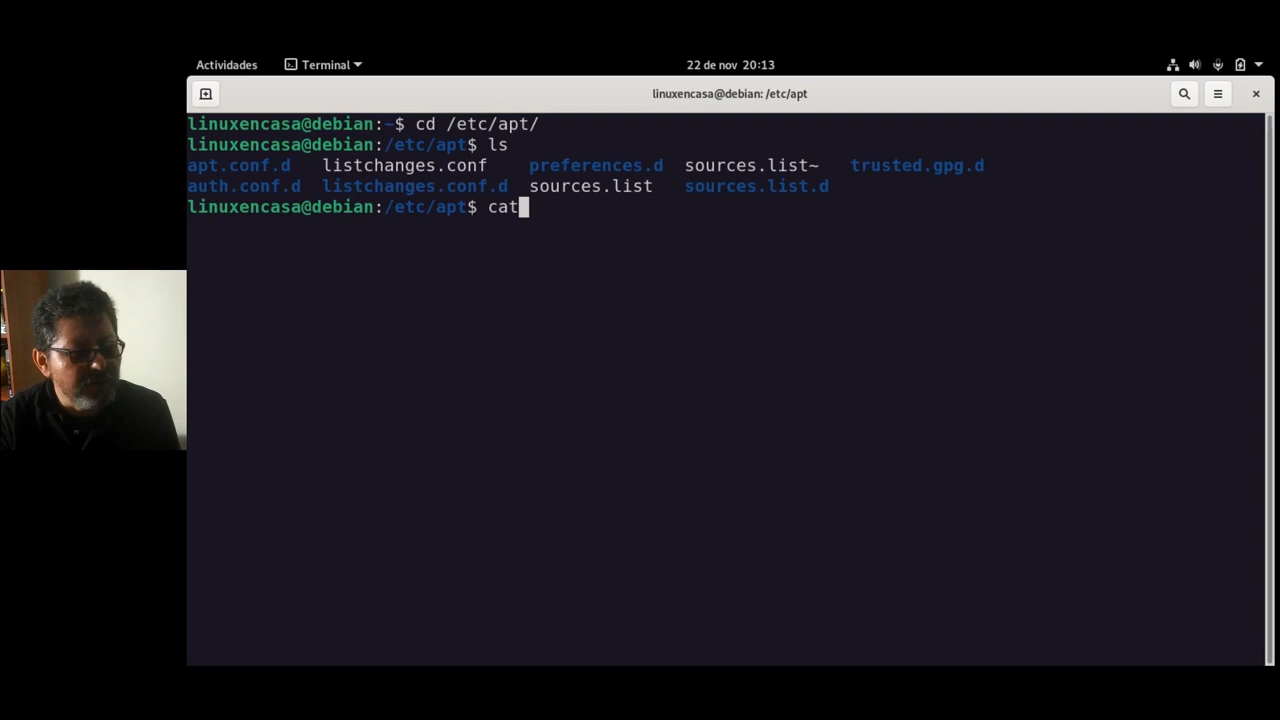 Actividades Terminal 22 de nov 20:13
linuxencasa@debian: /etc/apt
linuxencasa@debian:~$ cd /etc/apt/
linuxencasa@debian:/etc/apt$ ls
apt.conf.d listchanges.conf preferences.d sources.list~ trusted.gpg.d
auth.conf.d listchanges.conf.d sources.list sources.list.d
linuxencasa@debian:/etc/apt$ cat